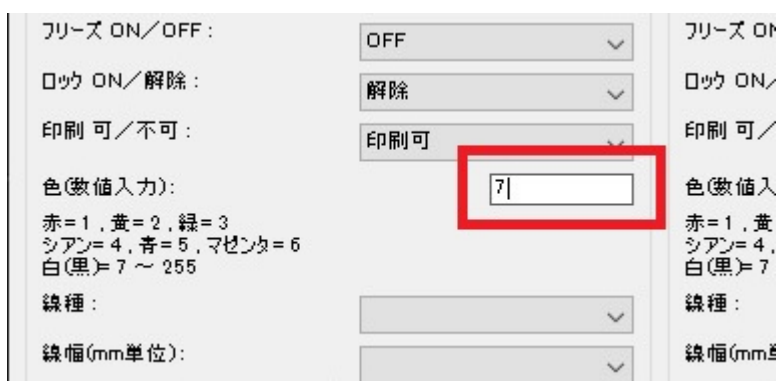 フリーズ ON/OFF : OFF フリーズ ON
ロック ON/解除 : 解除 ロック ON/
印刷 可/不可 : 印刷可 印刷 可/
色(数値入力): 7 色(数値入
赤=1 , 黄=2 , 緑=3 赤=1 , 黄
シアン=4 , 青=5 , マゼンタ=6 シアン=4 ,
白(黒)=7 ~ 255 白(黒)=7
線種 : 線種 :
線幅(mm単位): 線幅(mm単